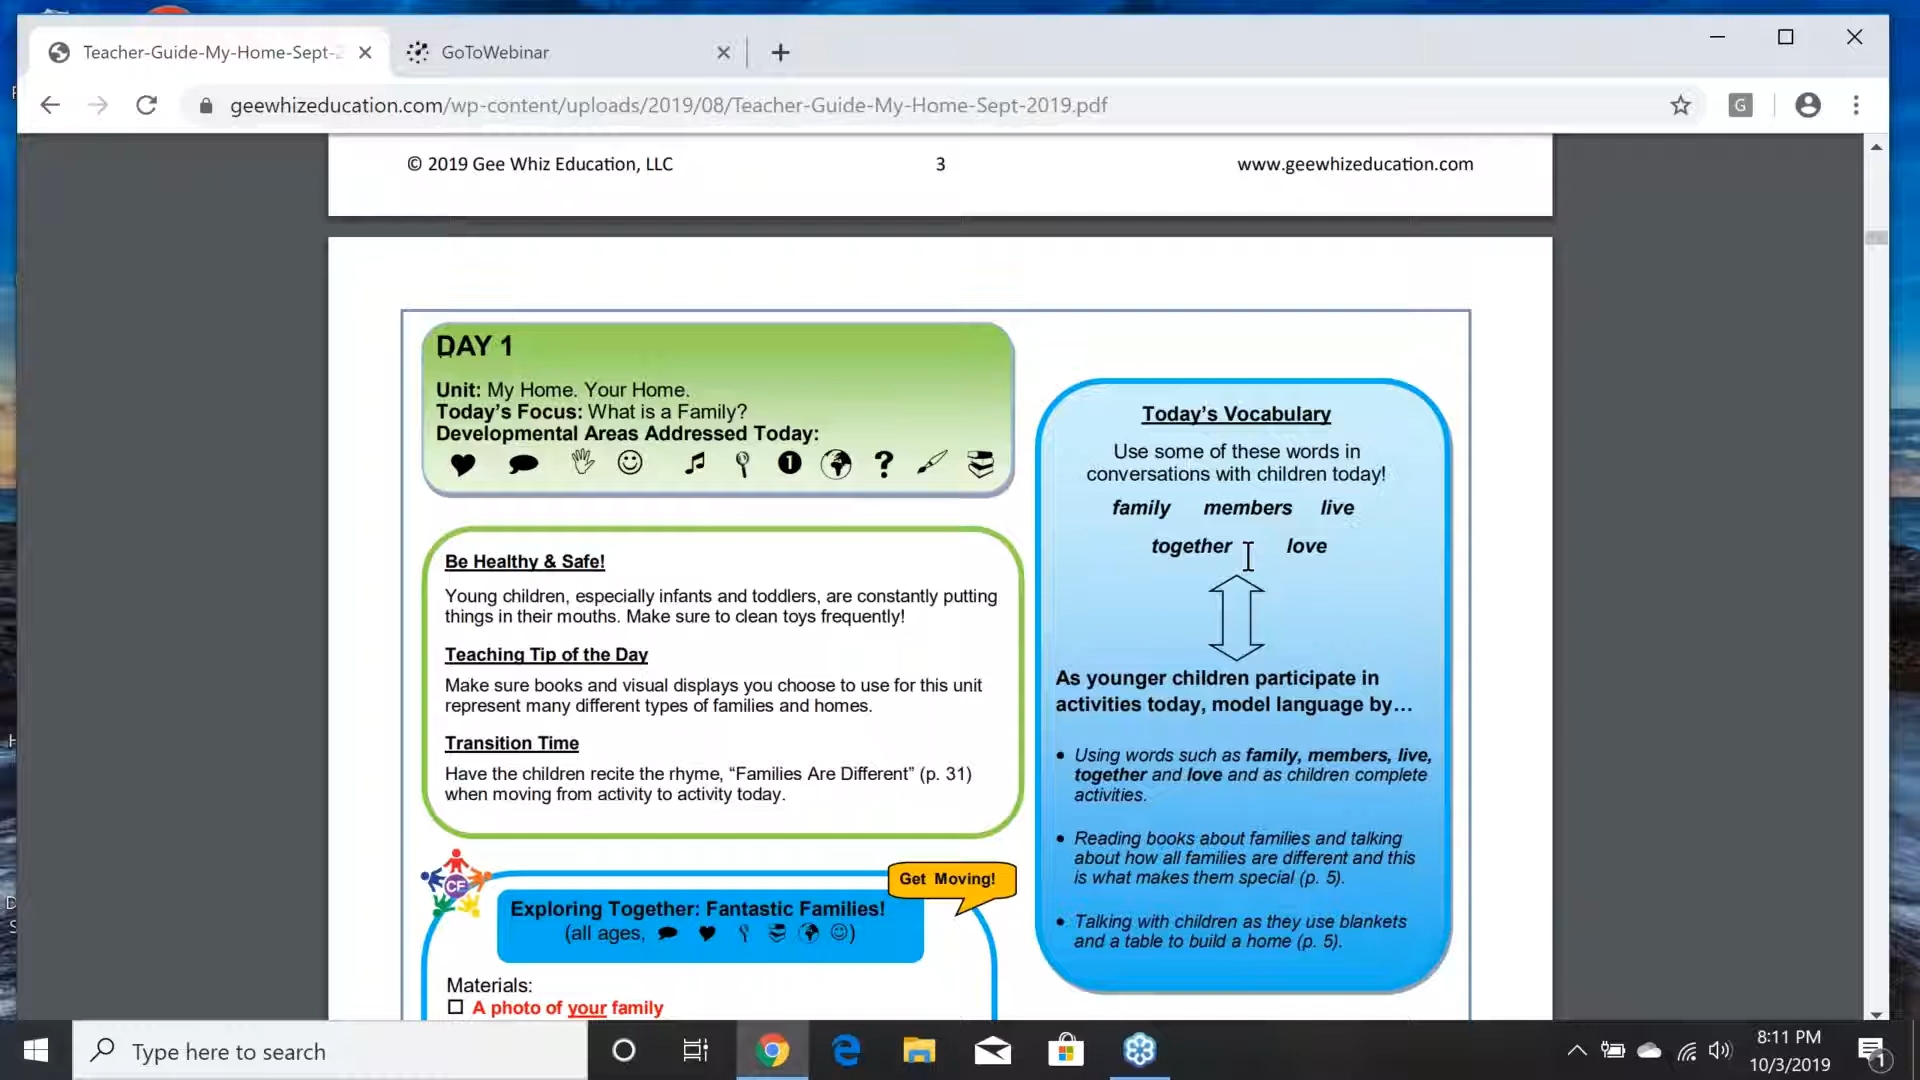 Teacher-Guide-My-Home-Sept-2
GoToWebinar
geewhizeducation.com/wp-content/uploads/2019/08/Teacher-Guide-My-Home-Sept-2019.pdf
G
© 2019 Gee Whiz Education, LLC
3
www.geewhizeducation.com
DAY 1
Unit: My Home. Your Home.
Today's Focus: What is a Family?
Developmental Areas Addressed Today:
1
?
Be Healthy & Safe!
Young children, especially infants and toddlers, are constantly putting
things in their mouths. Make sure to clean toys frequently!
Teaching Tip of the Day
Make sure books and visual displays you choose to use for this unit
represent many different types of families and homes.
Transition Time
Have the children recite the rhyme, “Families Are Different” (p. 31)
when moving from activity to activity today.
CF
Get Moving!
Exploring Together: Fantastic Families!
(all ages, )
Materials:
A photo of your family
Today's Vocabulary
Use some of these words in
conversations with children today!
family members live
together love
As younger children participate in
activities today, model language by…
• Using words such as family, members, live,
together and love and as children complete
activities.
• Reading books about families and talking
about how all families are different and this
is what makes them special (p. 5).
• Talking with children as they use blankets
and a table to build a home (p. 5).
Type here to search
8:11 PM
10/3/2019
1